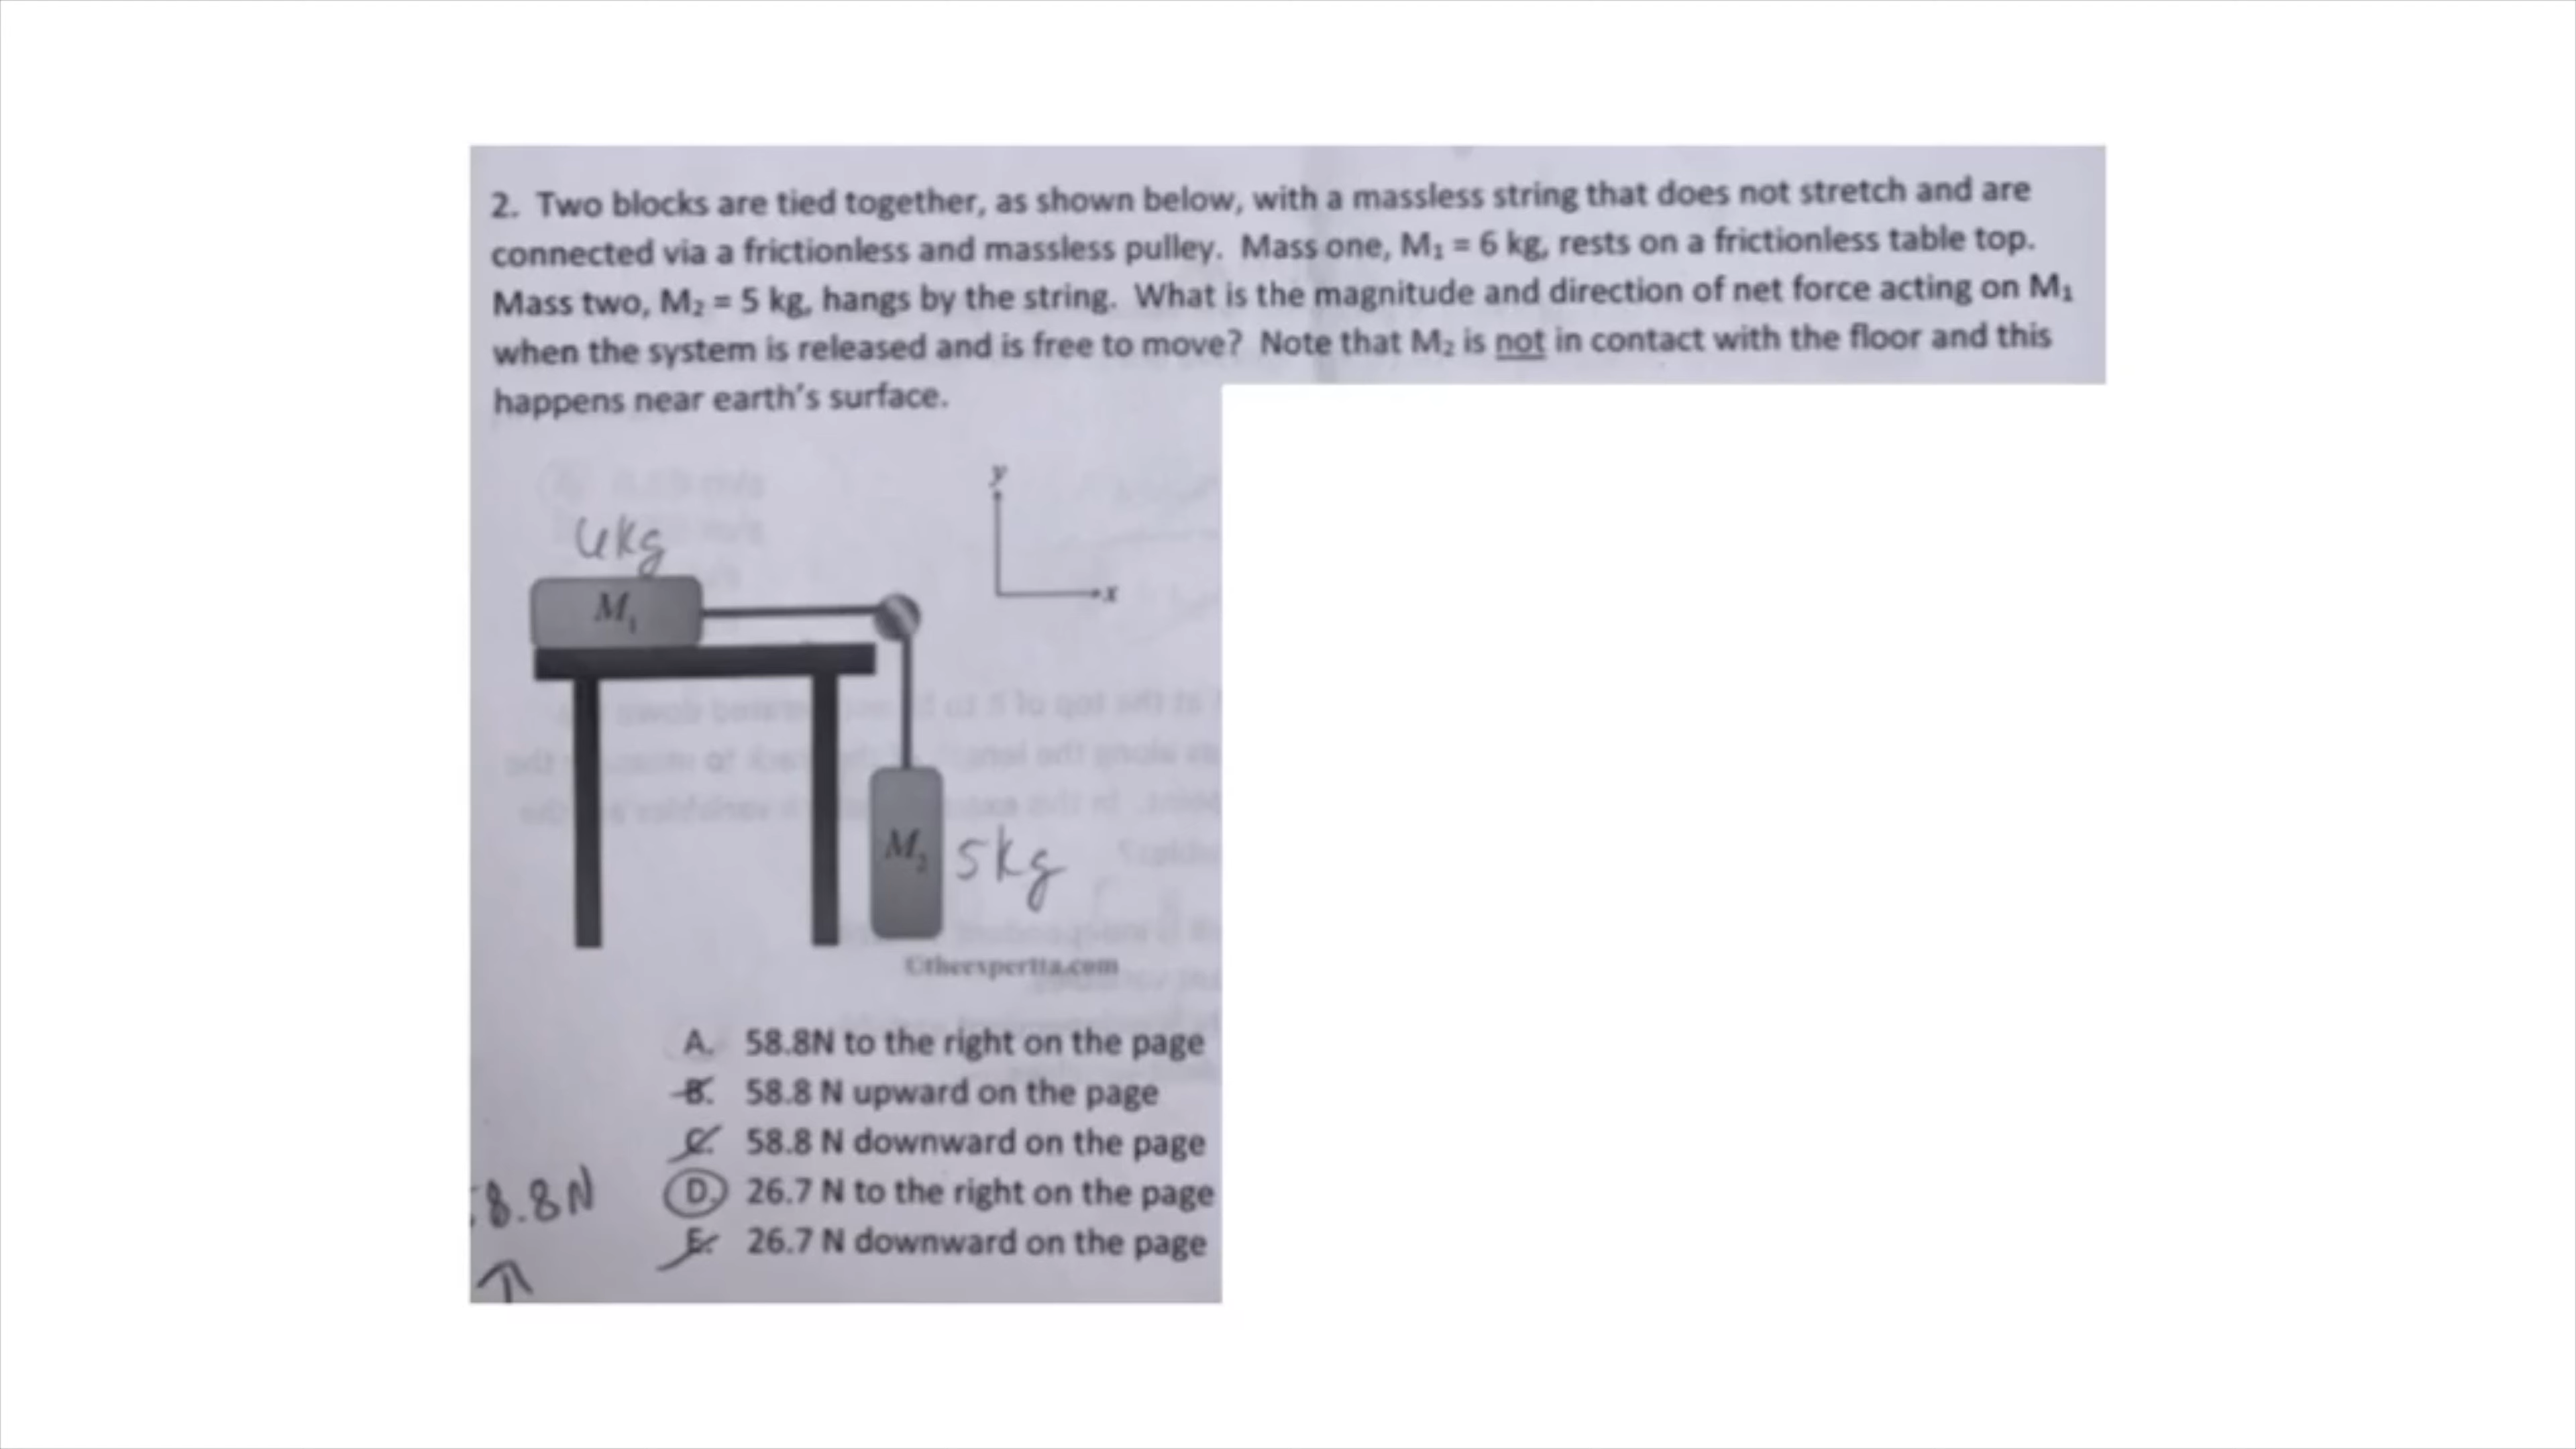 2. Two blocks are tied together, as shown below, with a massless string that does not stretch and are
connected via a frictionless and massless pulley. Mass one, M₁ = 6 kg, rests on a frictionless table top.
Mass two, M₂ = 5 kg, hangs by the string. What is the magnitude and direction of net force acting on M₁
when the system is released and is free to move? Note that M₂ is not in contact with the floor and this
happens near earth's surface.
y
x
6kg
M₁
M₂ 5kg
©theexpertta.com
A. 58.8N to the right on the page
B. 58.8 N upward on the page
C. 58.8 N downward on the page
D. 26.7 N to the right on the page
8.8N
E. 26.7 N downward on the page